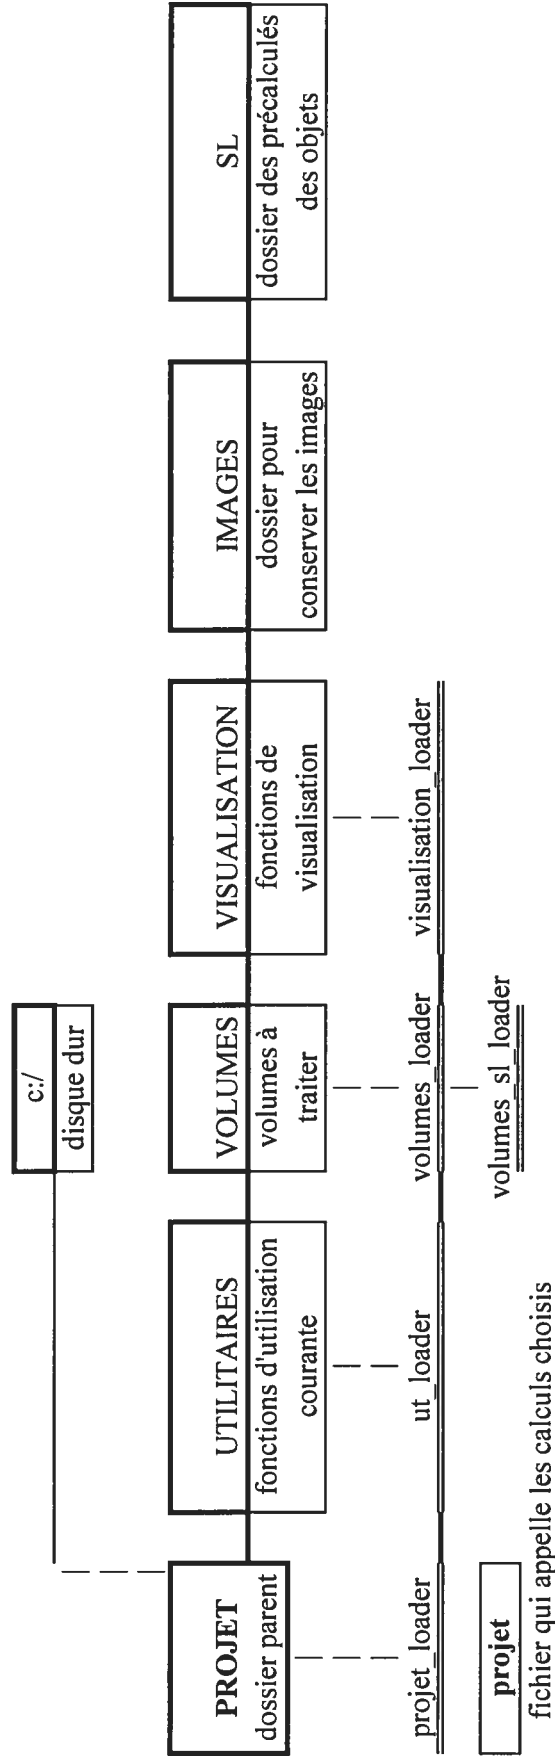 c:/
disque dur
PROJET
dossier parent
UTILITAIRES
fonctions d'utilisation
courante
VOLUMES
volumes à
traiter
VISUALISATION
fonctions de
visualisation
IMAGES
dossier pour
conserver les images
SL
dossier des précalculés
des objets
projet_loader
ut_loader
volumes_loader
visualisation_loader
volumes_sl_loader
projet
fichier qui appelle les calculs choisis